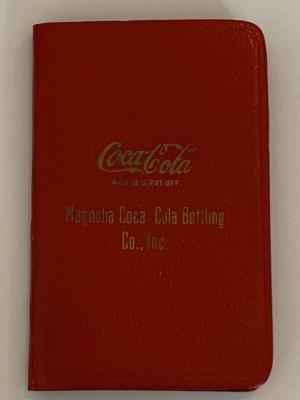 Coca-Cola
REG. U.S. PAT. OFF.
Magnolia Coca-Cola Bottling
Co., Inc.